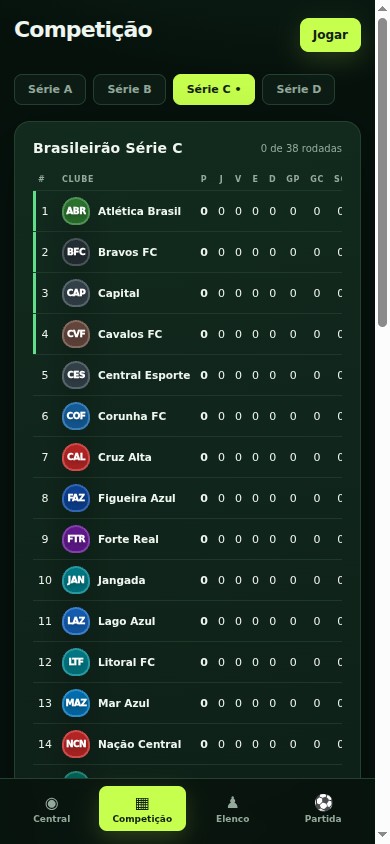 Competição
Jogar
Série A Série B Série C • Série D
Brasileirão Série C 0 de 38 rodadas
# CLUBE P J V E D GP GC
1 ABR Atlética Brasil 0 0 0 0 0 0 0
2 BFC Bravos FC 0 0 0 0 0 0 0
3 CAP Capital 0 0 0 0 0 0 0
4 CVF Cavalos FC 0 0 0 0 0 0 0
5 CES Central Esporte 0 0 0 0 0 0 0
6 COF Corunha FC 0 0 0 0 0 0 0
7 CAL Cruz Alta 0 0 0 0 0 0 0
8 FAZ Figueira Azul 0 0 0 0 0 0 0
9 FTR Forte Real 0 0 0 0 0 0 0
10 JAN Jangada 0 0 0 0 0 0 0
11 LAZ Lago Azul 0 0 0 0 0 0 0
12 LTF Litoral FC 0 0 0 0 0 0 0
13 MAZ Mar Azul 0 0 0 0 0 0 0
14 NCN Nação Central 0 0 0 0 0 0 0
Central Competição Elenco Partida